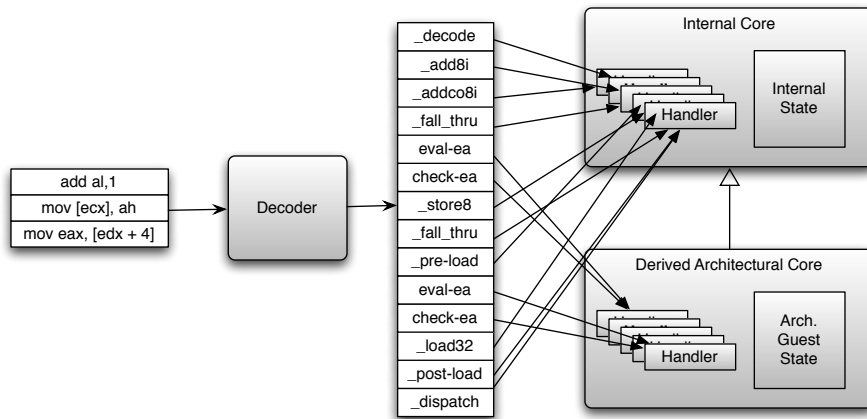 add al,1
mov [ecx], ah
mov eax, [edx + 4]
Decoder
_decode
_add8i
_addco8i
_fall_thru
eval-ea
check-ea
_store8
_fall_thru
_pre-load
eval-ea
check-ea
_load32
_post-load
_dispatch
Internal Core
Handler
Internal
State
Derived Architectural Core
Handler
Arch.
Guest
State